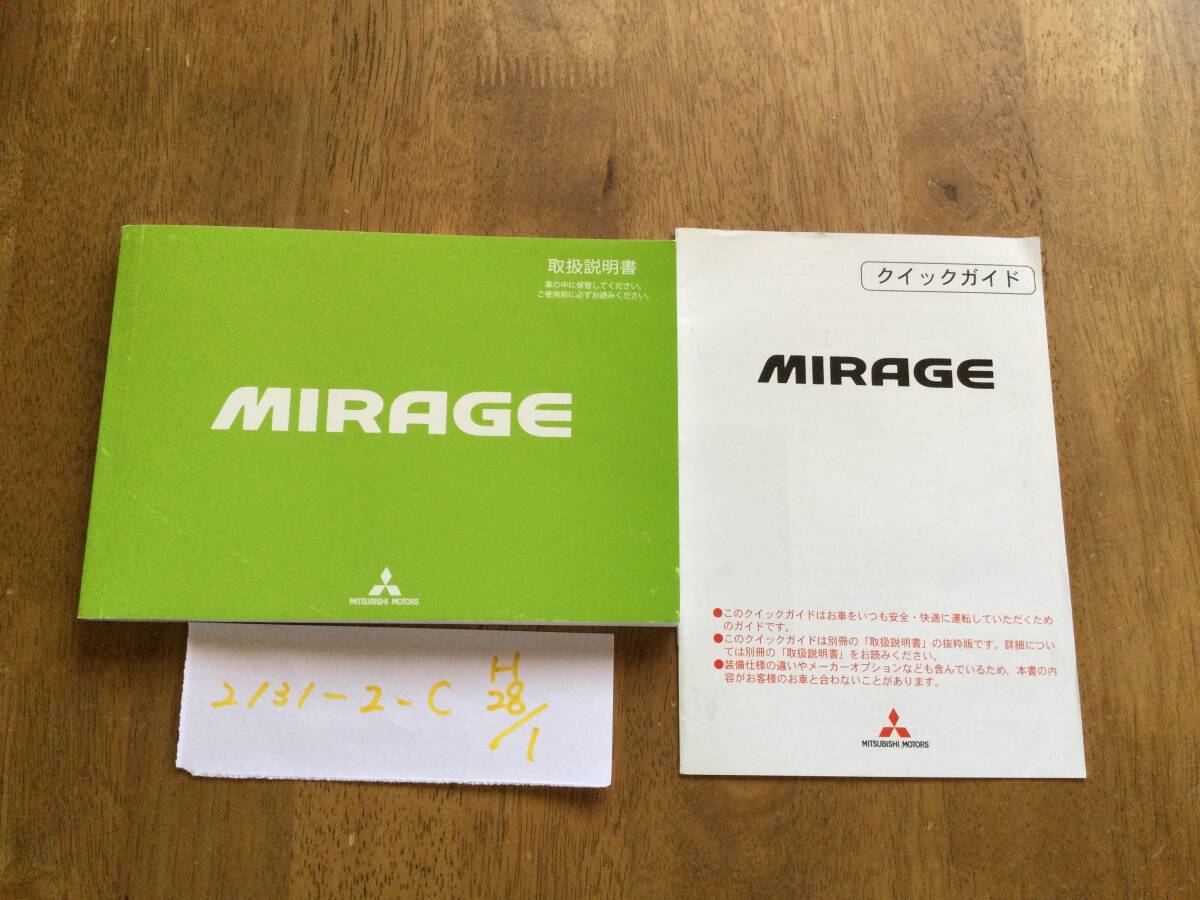 取扱説明書
車の中に保管してください。
ご使用前に必ずお読みください。
MIRAGE
MITSUBISHI MOTORS
クイックガイド
MIRAGE
●このクイックガイドはお車をいつも安全・快適に運転していただくため
のガイドです。
●このクイックガイドは別冊の「取扱説明書」の抜粋版です。詳細につい
ては別冊の「取扱説明書」をお読みください。
●装備仕様の違いやメーカーオプションなども含んでいるため、本書の内
容がお客様のお車と合わないことがあります。
MITSUBISHI MOTORS
2131-2-C
H
28/1